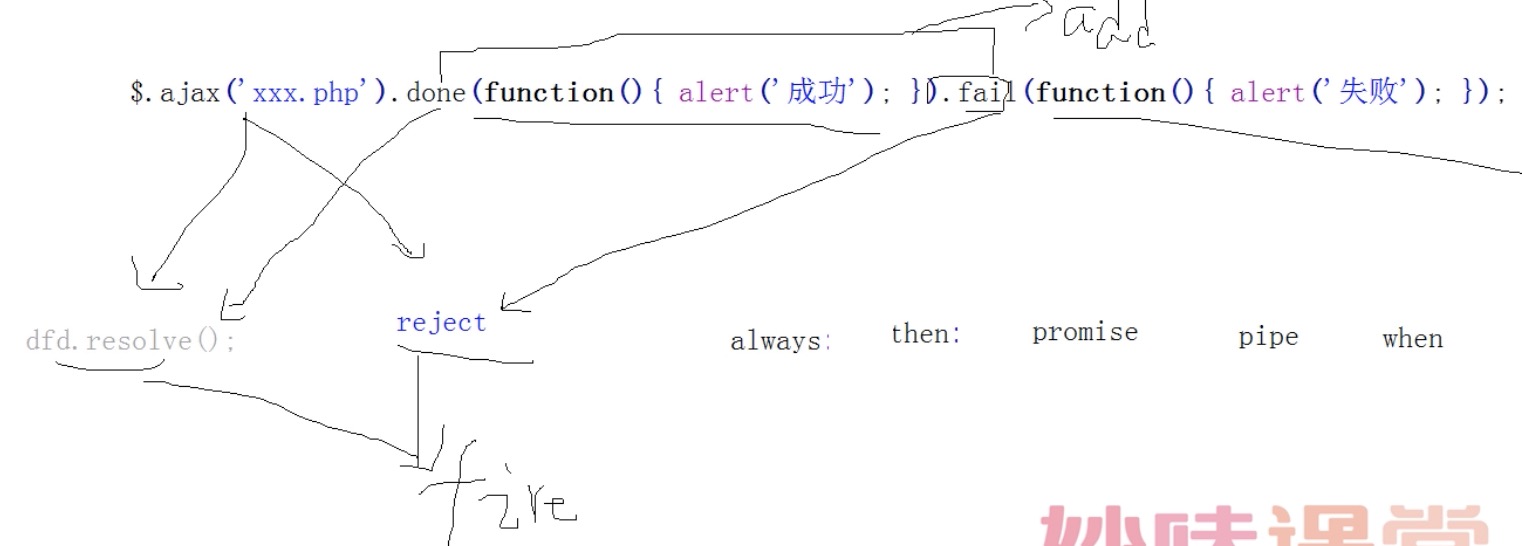 add
$.ajax('xxx.php').done(function(){ alert('成功'); }).fail(function(){ alert('失败'); });
dfd.resolve(); reject always: then: promise pipe when
fire
妙味课堂